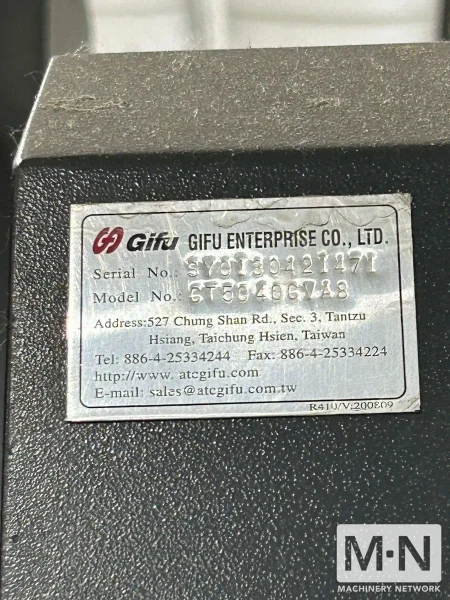 Gifu GIFU ENTERPRISE CO., LTD.
Serial No.: SY0130421471
Model No.:
Address:527 Chung Shan Rd., Sec. 3, Tantzu
Hsiang, Taichung Hsien, Taiwan
Tel: 886-4-25334244 Fax: 886-4-25334224
http://www.atcgifu.com
E-mail: sales@atcgifu.com.tw
M·N
MACHINERY NETWORK